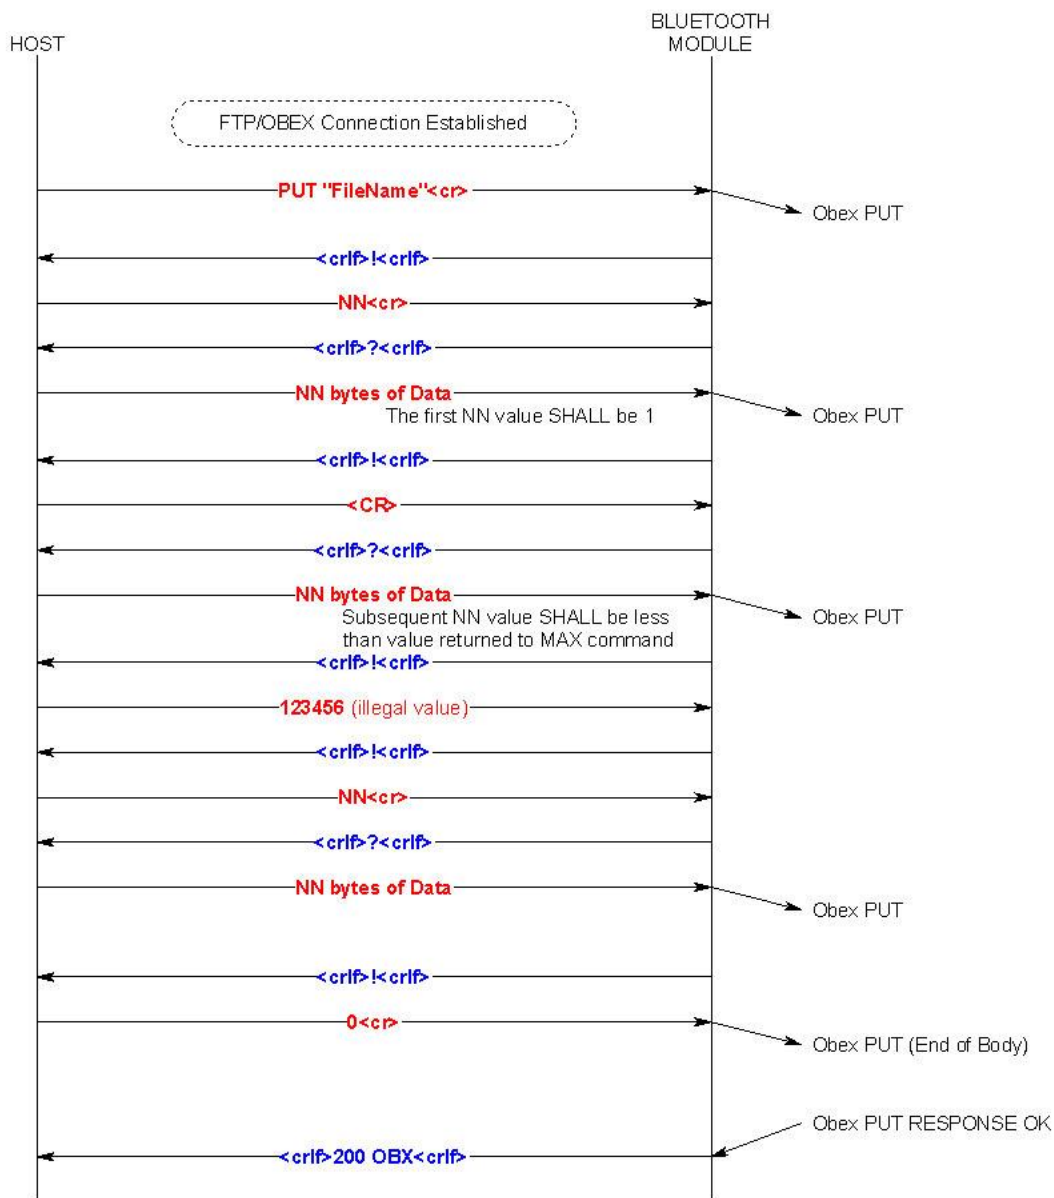 BLUETOOTH
HOST MODULE
FTP/OBEX Connection Established
PUT "FileName"<cr>
Obex PUT
<crlf>!<crlf>
NN<cr>
<crlf>?<crlf>
NN bytes of Data
The first NN value SHALL be 1 Obex PUT
<crlf>!<crlf>
<CR>
<crlf>?<crlf>
NN bytes of Data
Subsequent NN value SHALL be less Obex PUT
than value returned to MAX command
<crlf>!<crlf>
123456 (illegal value)
<crlf>!<crlf>
NN<cr>
<crlf>?<crlf>
NN bytes of Data
Obex PUT
<crlf>!<crlf>
0<cr>
Obex PUT (End of Body)
Obex PUT RESPONSE OK
<crlf>200 OBX<crlf>